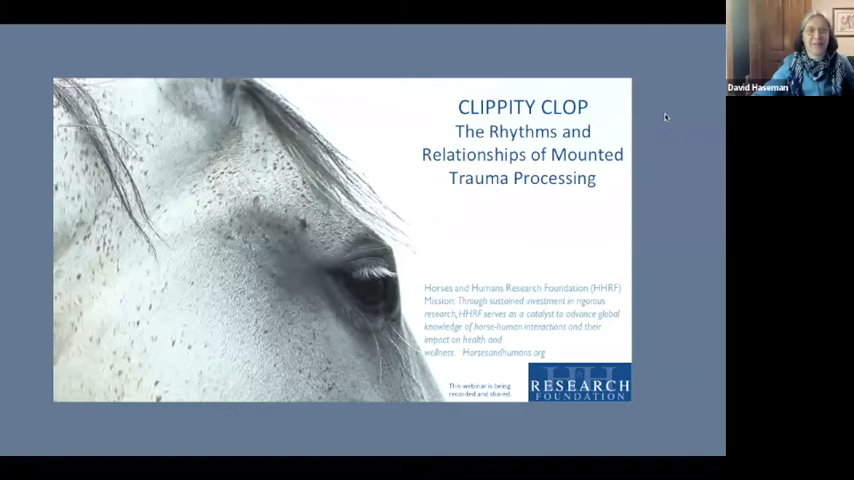 CLIPPITY CLOP
The Rhythms and
Relationships of Mounted
Trauma Processing
Horses and Humans Research Foundation (HHRF)
Mission: Through sustained investment in rigorous
research, HHRF serves as a catalyst to advance global
knowledge of horse-human interactions and their
impact on health and
wellness. Horsesandhumans.org
This webinar is being
recorded and shared
H&H
RESEARCH
FOUNDATION
David Haseman